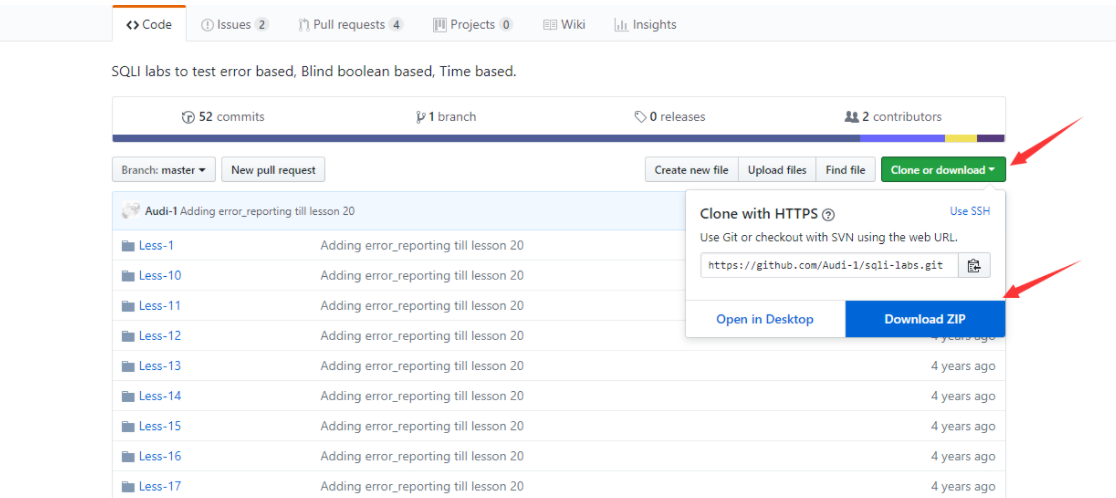 Code Issues 2 Pull requests 4 Projects 0 Wiki Insights
SQLI labs to test error based, Blind boolean based, Time based.
52 commits 1 branch 0 releases 2 contributors
Branch: master New pull request Create new file Upload files Find file Clone or download
Audi-1 Adding error_reporting till lesson 20
Clone with HTTPS Use SSH
Use Git or checkout with SVN using the web URL.
https://github.com/Audi-1/sqli-labs.git
Open in Desktop Download ZIP
Less-1 Adding error_reporting till lesson 20
Less-10 Adding error_reporting till lesson 20
Less-11 Adding error_reporting till lesson 20
Less-12 Adding error_reporting till lesson 20 4 years ago
Less-13 Adding error_reporting till lesson 20 4 years ago
Less-14 Adding error_reporting till lesson 20 4 years ago
Less-15 Adding error_reporting till lesson 20 4 years ago
Less-16 Adding error_reporting till lesson 20 4 years ago
Less-17 Adding error_reporting till lesson 20 4 years ago